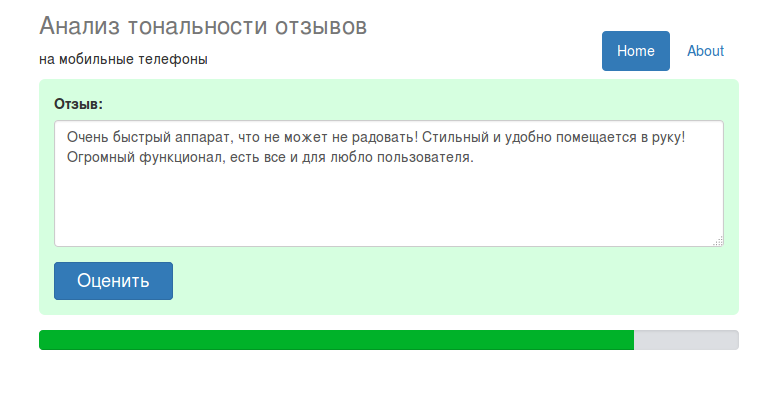 Анализ тональности отзывов
на мобильные телефоны
Home
About
Отзыв:
Очень быстрый аппарат, что не может не радовать! Стильный и удобно помещается в руку!
Огромный функционал, есть все и для любло пользователя.
Оценить